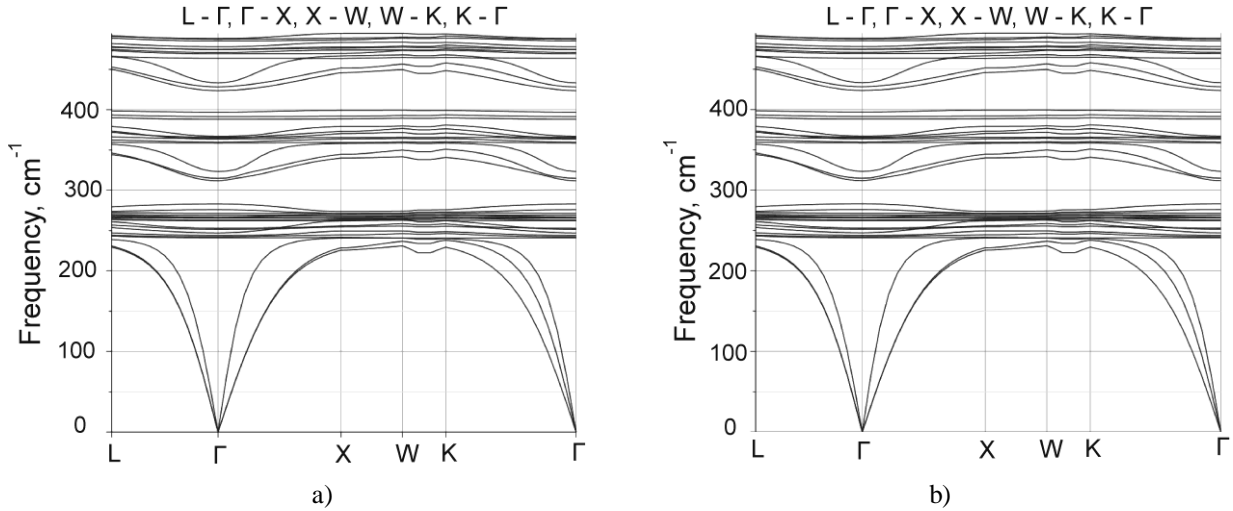 L - Γ, Γ - X, X - W, W - K, K - Γ
Frequency, cm-1
400
300
200
100
0
L Γ X W K Γ
a)
L - Γ, Γ - X, X - W, W - K, K - Γ
Frequency, cm-1
400
300
200
100
0
L Γ X W K Γ
b)